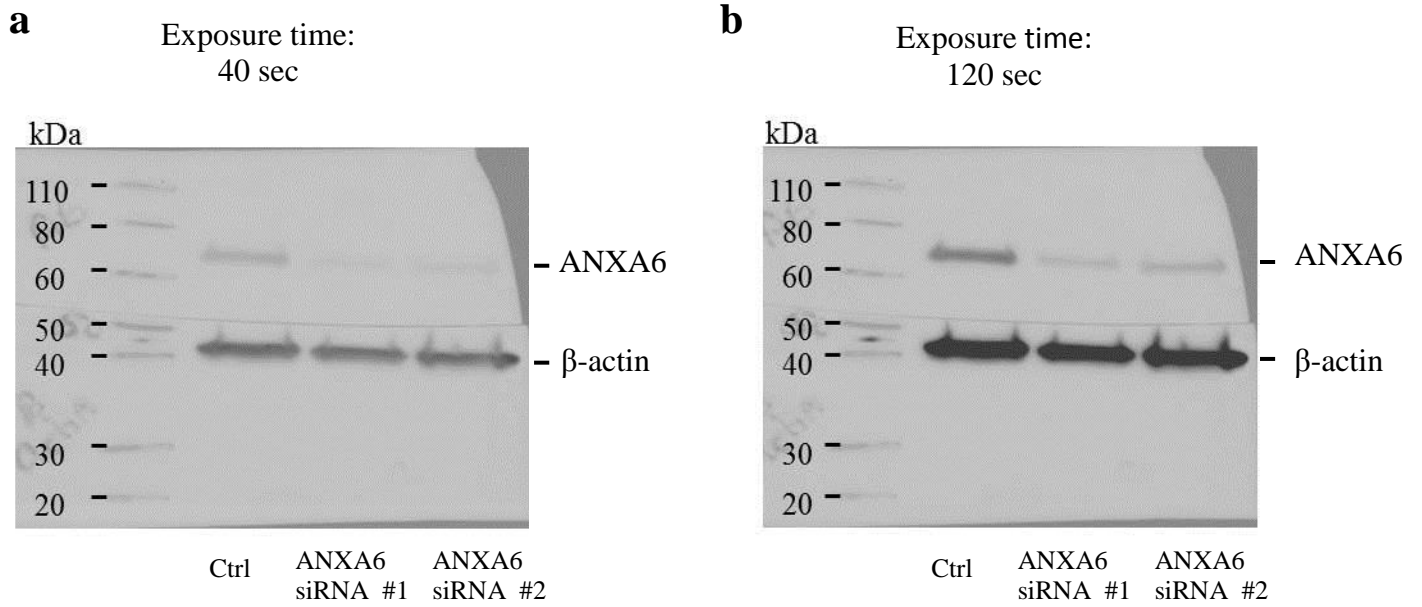 a
Exposure time:
40 sec
kDa
110
80
60
50
40
30
20
ANXA6
β-actin
Ctrl
ANXA6
siRNA #1
ANXA6
siRNA #2
b
Exposure time:
120 sec
kDa
110
80
60
50
40
30
20
ANXA6
β-actin
Ctrl
ANXA6
siRNA #1
ANXA6
siRNA #2